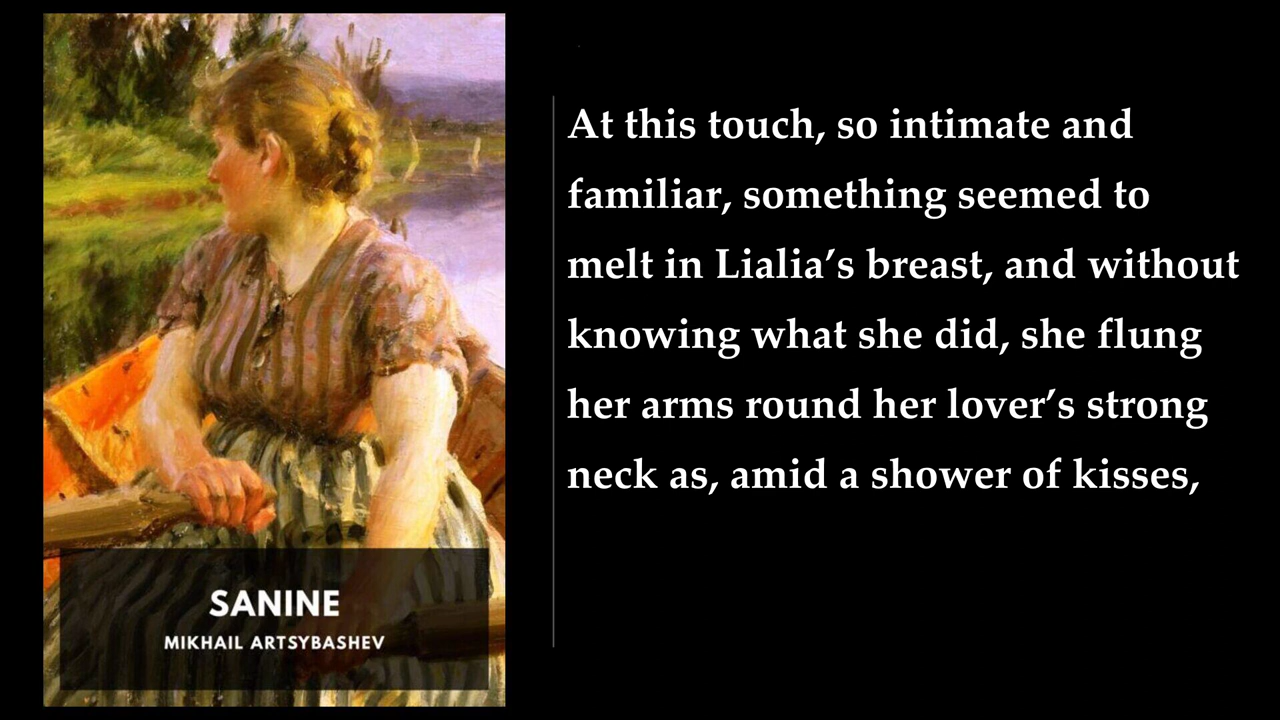 SANINE
MIKHAIL ARTSYBASHEV
At this touch, so intimate and
familiar, something seemed to
melt in Lialia’s breast, and without
knowing what she did, she flung
her arms round her lover’s strong
neck as, amid a shower of kisses,